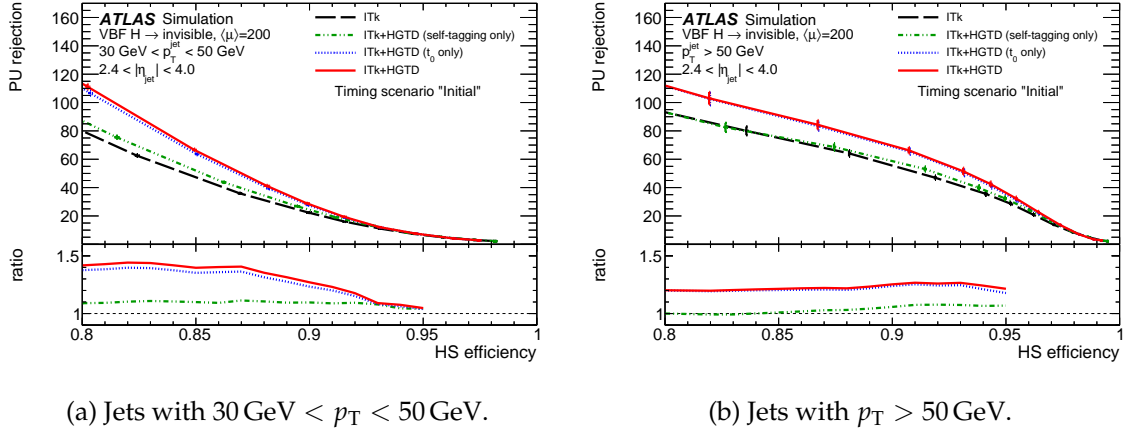 ATLAS Simulation
VBF H → invisible, ⟨μ⟩=200
30 GeV < p_T^jet < 50 GeV
2.4 < |η_jet| < 4.0
ITk
ITk+HGTD (self-tagging only)
ITk+HGTD (t_0 only)
ITk+HGTD
Timing scenario "Initial"
PU rejection
160
140
120
100
80
60
40
20
ratio
1.5
1
0.8 0.85 0.9 0.95 1
HS efficiency
(a) Jets with 30 GeV < p_T < 50 GeV.
ATLAS Simulation
VBF H → invisible, ⟨μ⟩=200
p_T^jet > 50 GeV
2.4 < |η_jet| < 4.0
ITk
ITk+HGTD (self-tagging only)
ITk+HGTD (t_0 only)
ITk+HGTD
Timing scenario "Initial"
PU rejection
160
140
120
100
80
60
40
20
ratio
1.5
1
0.8 0.85 0.9 0.95 1
HS efficiency
(b) Jets with p_T > 50 GeV.